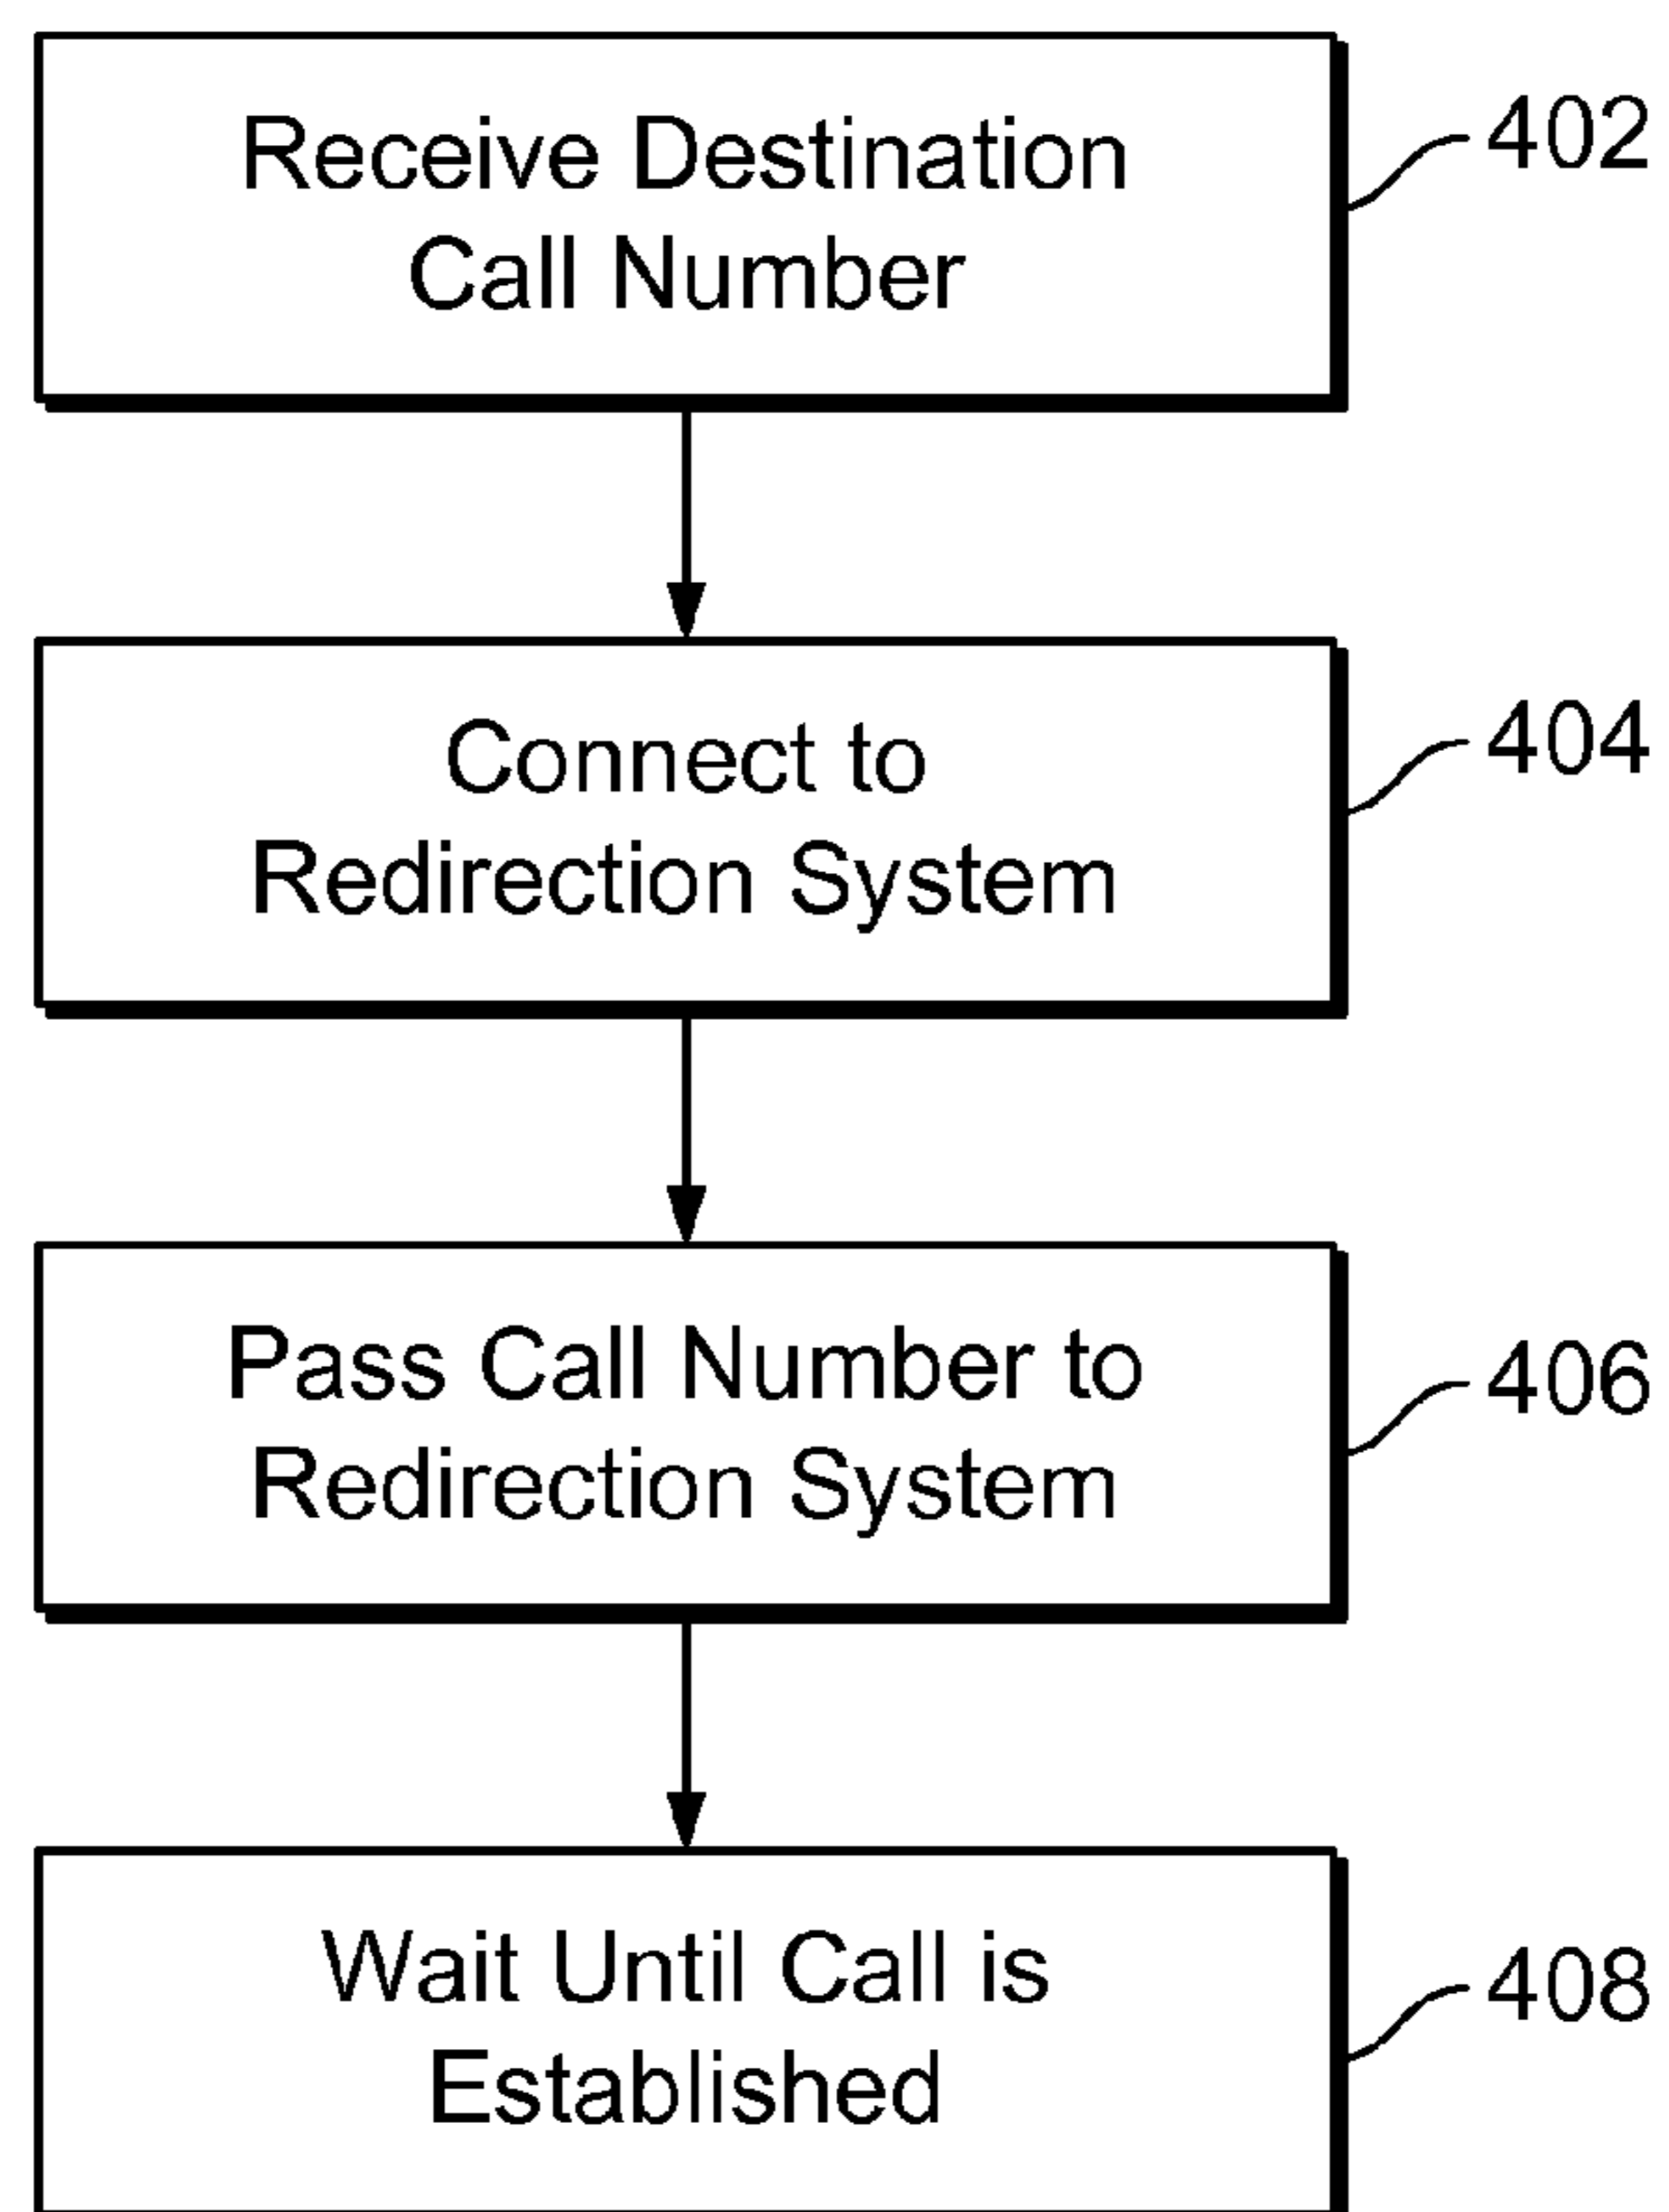 Receive Destination
Call Number
402
Connect to
Redirection System
404
Pass Call Number to
Redirection System
406
Wait Until Call is
Established
408